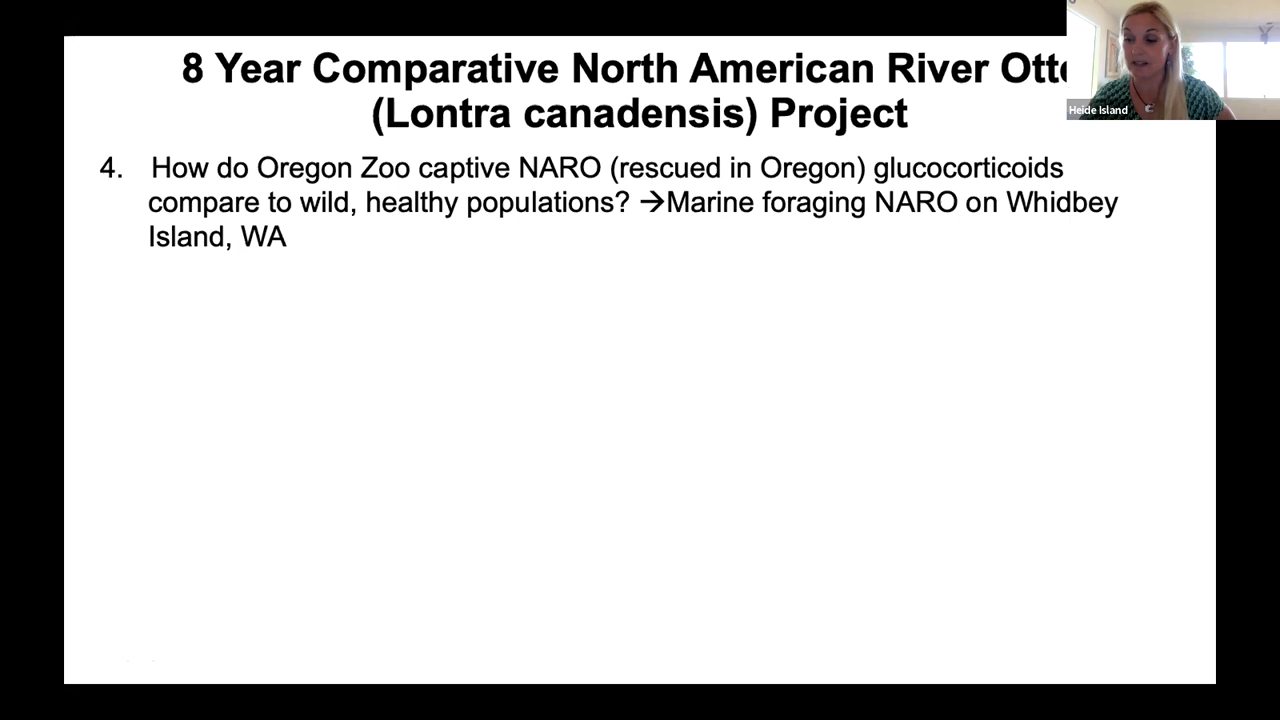 8 Year Comparative North American River Otte
(Lontra canadensis) Project
Heide Island
4. How do Oregon Zoo captive NARO (rescued in Oregon) glucocorticoids
compare to wild, healthy populations? →Marine foraging NARO on Whidbey
Island, WA